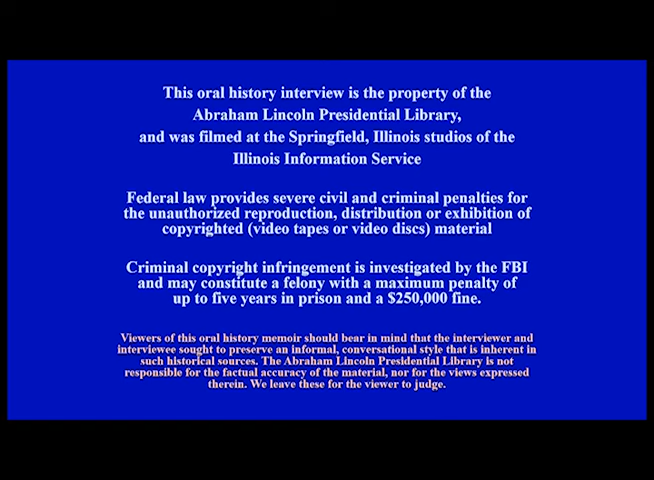 This oral history interview is the property of the
Abraham Lincoln Presidential Library,
and was filmed at the Springfield, Illinois studios of the
Illinois Information Service
Federal law provides severe civil and criminal penalties for
the unauthorized reproduction, distribution or exhibition of
copyrighted (video tapes or video discs) material
Criminal copyright infringement is investigated by the FBI
and may constitute a felony with a maximum penalty of
up to five years in prison and a $250,000 fine.
Viewers of this oral history memoir should bear in mind that the interviewer and
interviewee sought to preserve an informal, conversational style that is inherent in
such historical sources. The Abraham Lincoln Presidential Library is not
responsible for the factual accuracy of the material, nor for the views expressed
therein. We leave these for the viewer to judge.